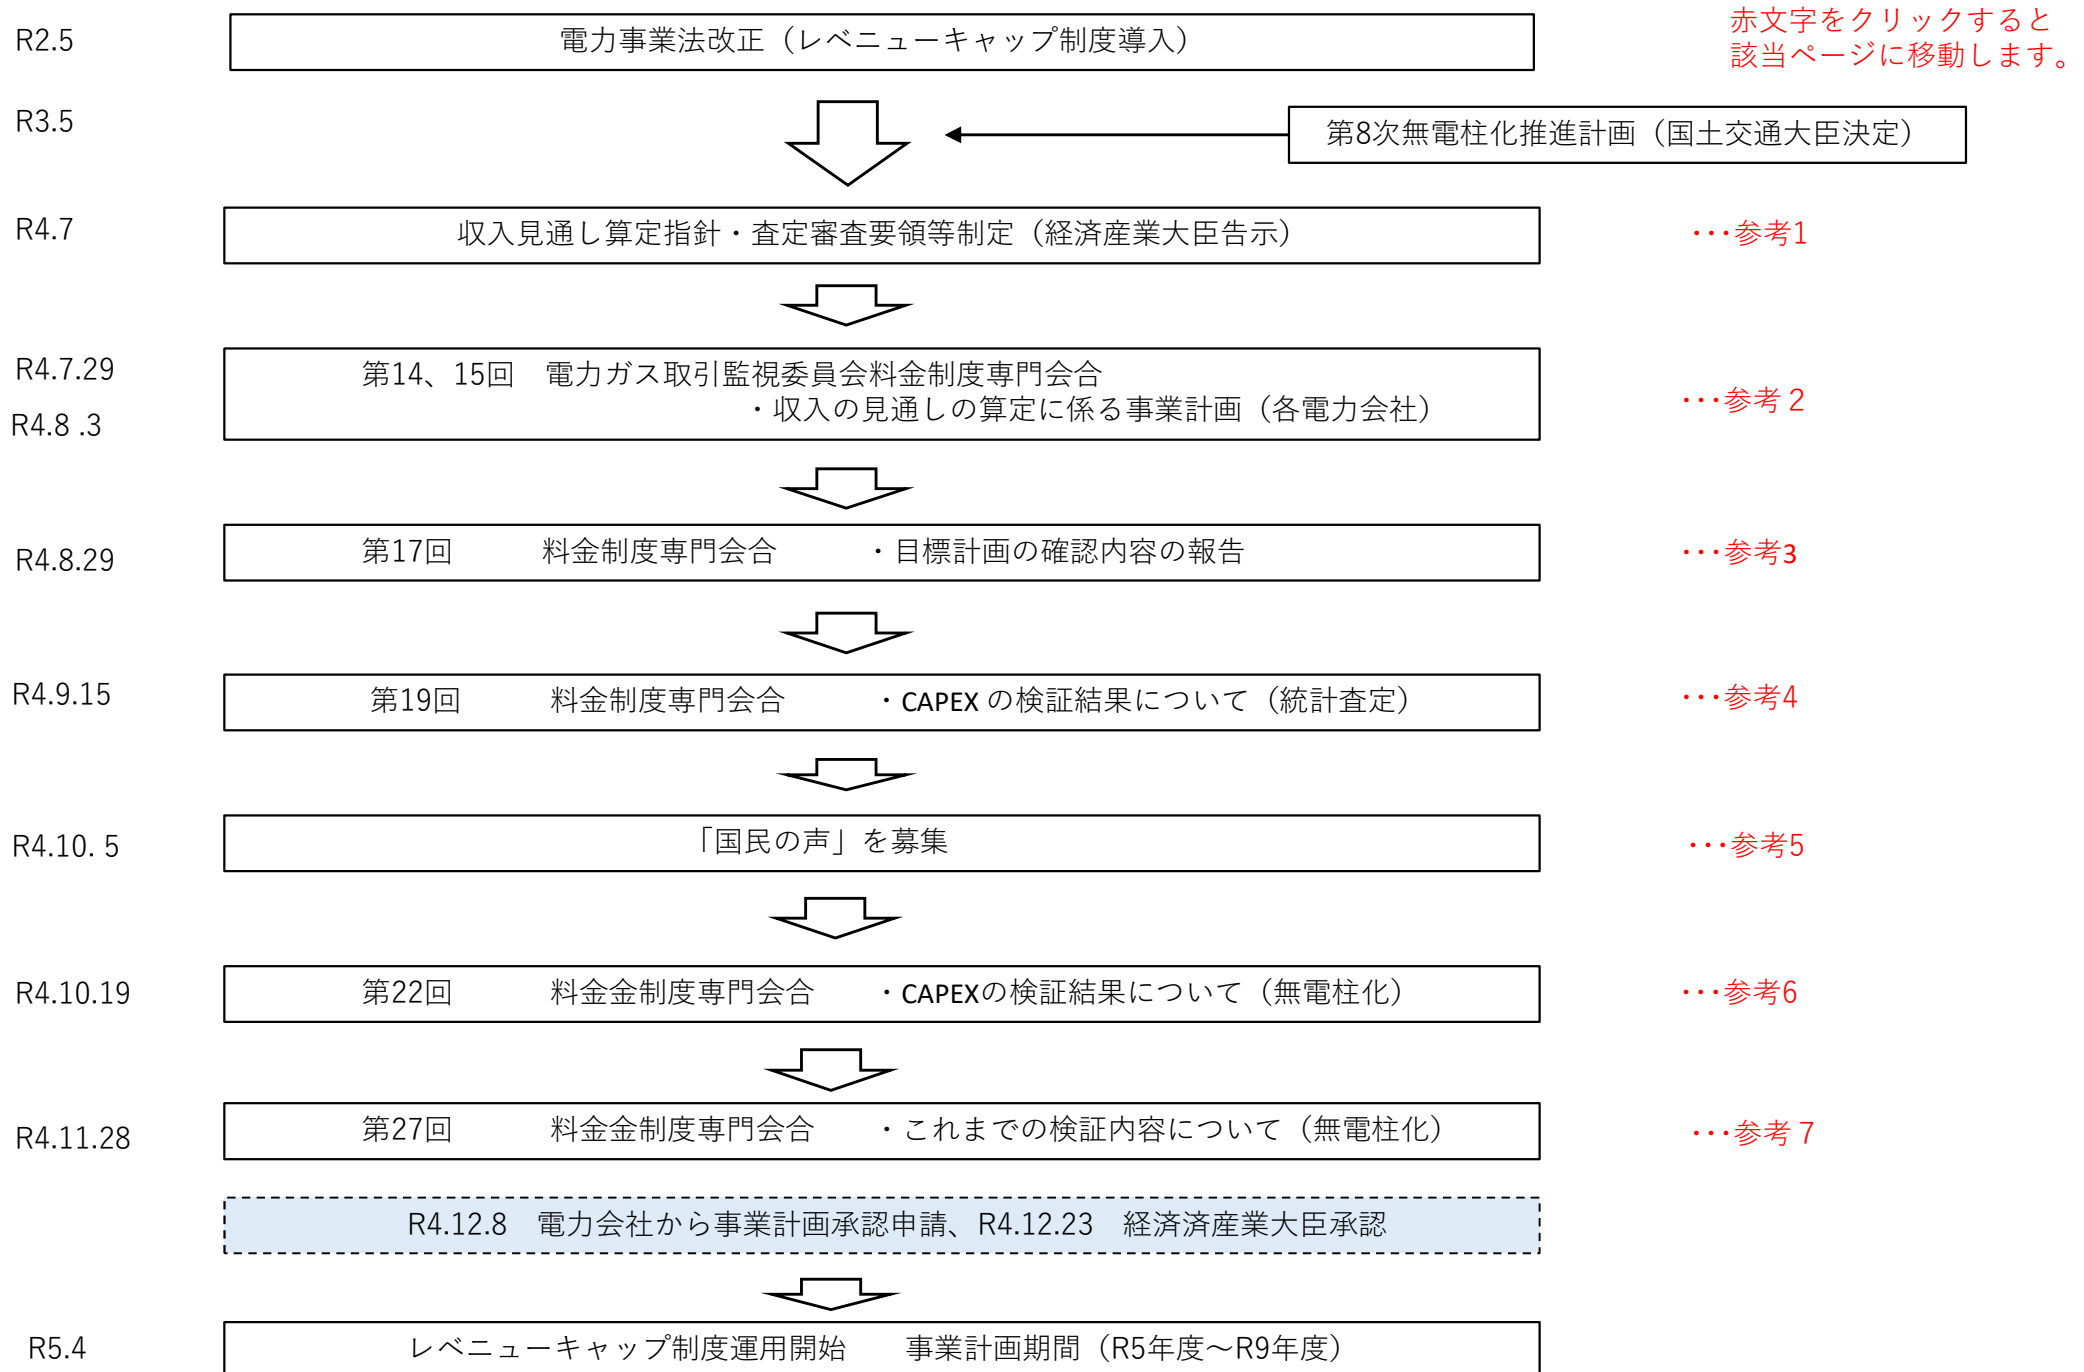 赤文字をクリックすると
該当ページに移動します。
R2.5
電力事業法改正（レベニューキャップ制度導入）
R3.5
第8次無電柱化推進計画（国土交通大臣決定）
R4.7
収入見通し算定指針・査定審査要領等制定（経済産業大臣告示）
･･･参考1
R4.7.29
R4.8 .3
第14、15回　電力ガス取引監視委員会料金制度専門会合
・収入の見通しの算定に係る事業計画（各電力会社）
･･･参考２
R4.8.29
第17回　　　料金制度専門会合　　　・目標計画の確認内容の報告
･･･参考3
R4.9.15
第19回　　　料金制度専門会合　　　・CAPEX の検証結果について（統計査定）
･･･参考4
R4.10. 5
「国民の声」を募集
･･･参考5
R4.10.19
第22回　　　料金金制度専門会合　　・CAPEXの検証結果について（無電柱化）
･･･参考6
R4.11.28
第27回　　　料金金制度専門会合　　・これまでの検証内容について（無電柱化）
･･･参考７
R4.12.8　電力会社から事業計画承認申請、R4.12.23　経済済産業大臣承認
R5.4
レベニューキャップ制度運用開始　　事業計画期間（R5年度～R9年度）